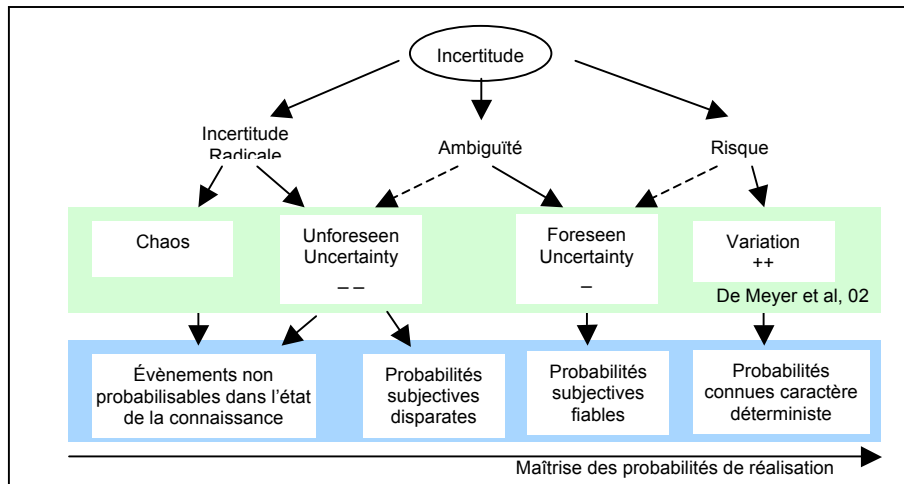 Incertitude
Incertitude
Radicale
Ambiguïté
Risque
Chaos
Unforeseen
Uncertainty
– –
Foreseen
Uncertainty
–
Variation
++
De Meyer et al, 02
Évènements non
probabilisables dans l’état
de la connaissance
Probabilités
subjectives
disparates
Probabilités
subjectives
fiables
Probabilités
connues caractère
déterministe
Maîtrise des probabilités de réalisation